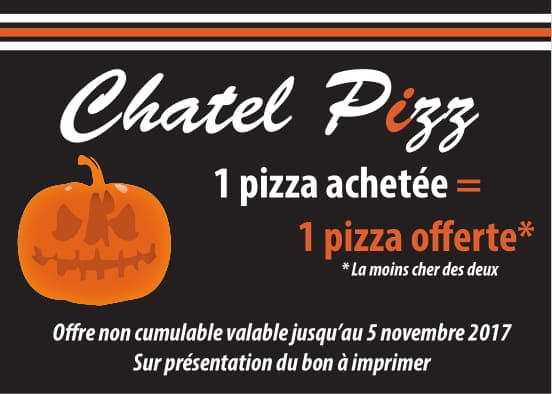 Chatel Pizz
1 pizza achetée =
1 pizza offerte*
* La moins cher des deux
Offre non cumulable valable jusqu'au 5 novembre 2017
Sur présentation du bon à imprimer